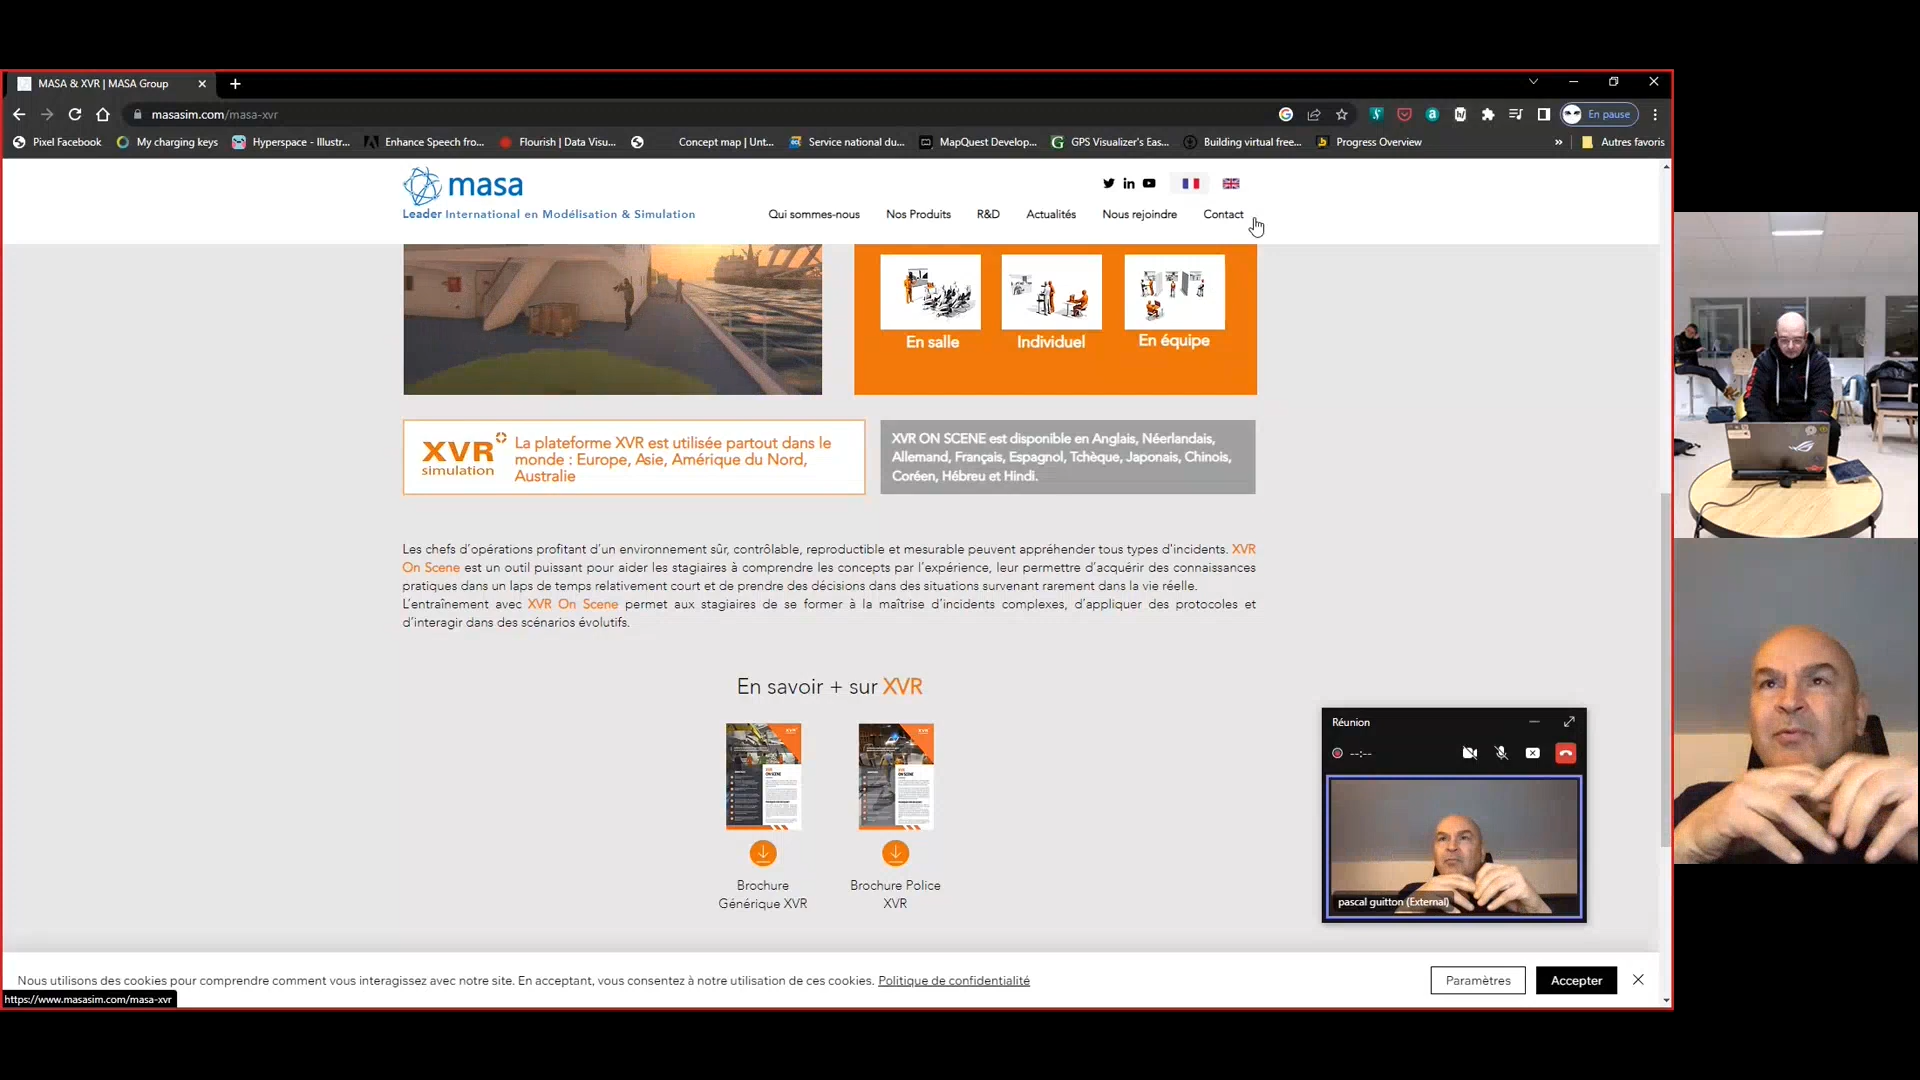 MASA & XVR | MASA Group
masasim.com/masa-xvr
En pause
Pixel Facebook
My charging keys
Hyperspace - Illustr...
Enhance Speech fro...
Flourish | Data Visu...
Concept map | Unt...
Service national du...
MapQuest Develop...
GPS Visualizer's Eas...
Building virtual free...
Progress Overview
»
Autres favoris
masa
Leader International en Modélisation & Simulation
Qui sommes-nous
Nos Produits
R&D
Actualités
Nous rejoindre
Contact
En salle
Individuel
En équipe
XVR
simulation
La plateforme XVR est utilisée partout dans le
monde : Europe, Asie, Amérique du Nord,
Australie
XVR ON SCENE est disponible en Anglais, Néerlandais,
Allemand, Français, Espagnol, Tchèque, Japonais, Chinois,
Coréen, Hébreu et Hindi.
Les chefs d'opérations profitant d'un environnement sûr, contrôlable, reproductible et mesurable peuvent appréhender tous types d'incidents. XVR
On Scene est un outil puissant pour aider les stagiaires à comprendre les concepts par l'expérience, leur permettre d'acquérir des connaissances
pratiques dans un laps de temps relativement court et de prendre des décisions dans des situations survenant rarement dans la vie réelle.
L'entraînement avec XVR On Scene permet aux stagiaires de se former à la maîtrise d'incidents complexes, d'appliquer des protocoles et
d'interagir dans des scénarios évolutifs.
En savoir + sur XVR
Brochure
Générique XVR
Brochure Police
XVR
Réunion
--:--
pascal guitton (External)
Nous utilisons des cookies pour comprendre comment vous interagissez avec notre site. En acceptant, vous consentez à notre utilisation de ces cookies. Politique de confidentialité
Paramètres
Accepter
https://www.masasim.com/masa-xvr